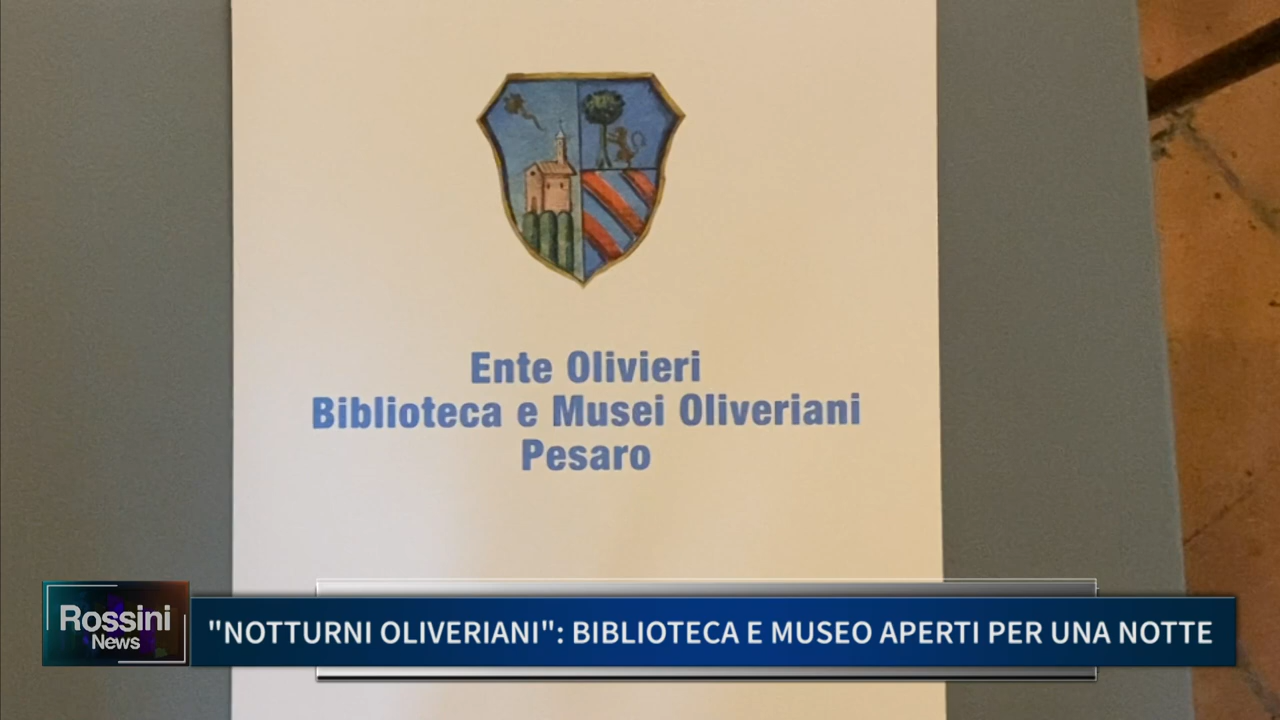 Ente Olivieri
Biblioteca e Musei Oliveriani
Pesaro
Rossini
News
"NOTTURNI OLIVERIANI": BIBLIOTECA E MUSEO APERTI PER UNA NOTTE